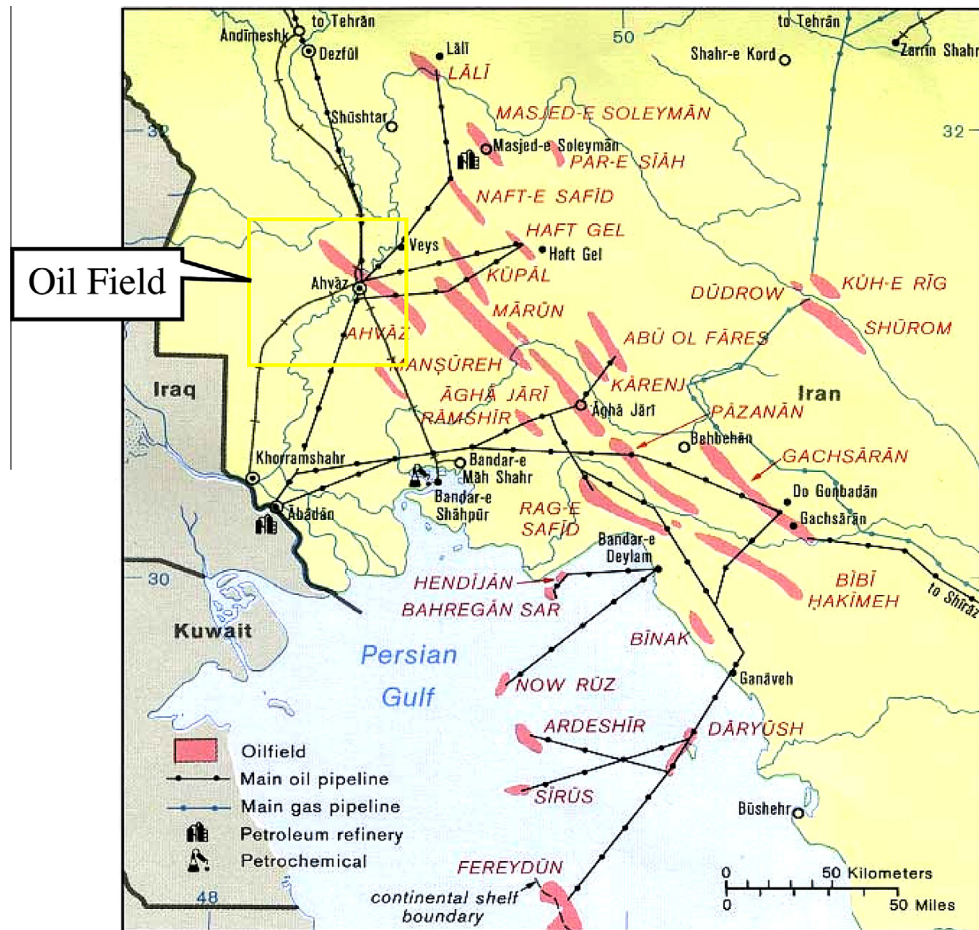 to Tehrān
Andīmeshk
Dezfūl
Lālī
LĀLĪ
50
to Tehrān
Shahr-e Kord
Zarrīn Shahr
32
Shūshtar
MASJED-E SOLEYMĀN
Masjed-e Soleymān
PAR-E SĪĀH
32
NAFT-E SAFĪD
Veys
HAFT GEL
Haft Gel
Oil Field
Ahvāz
KŪPĀL
MĀRŪN
DŪDROW
KŪH-E RĪG
SHŪROM
AHVĀZ
ABŪ OL FĀRES
MANṢŪREH
KĀRENJ
Iraq
Iran
ĀGHĀ JĀRĪ
Āghā Jārī
RĀMSHĪR
PĀZANĀN
Behbehān
GACHSĀRĀN
Khorramshahr
Bandar-e
Māh Shahr
Bandar-e
Shāhpūr
Ābādān
RAG-E
SAFĪD
Do Gonbadān
Gachsārān
Bandar-e
Deylam
30
HENDĪJĀN
BAHREGĀN SAR
BĪBĪ
ḤAKĪMEH
to Shīrāz
Kuwait
Persian
Gulf
BĪNAK
NOW RŪZ
Ganāveh
ARDESHĪR
DĀRYŪSH
SĪRŪS
Būshehr
Oilfield
Main oil pipeline
Main gas pipeline
Petroleum refinery
Petrochemical
FEREYDŪN
continental shelf
boundary
48
0 50 Kilometers
0 50 Miles